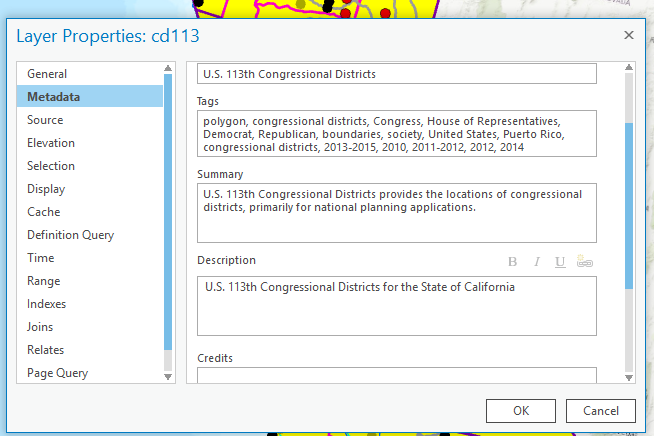 Layer Properties: cd113
General
Metadata
Source
Elevation
Selection
Display
Cache
Definition Query
Time
Range
Indexes
Joins
Relates
Page Query
U.S. 113th Congressional Districts
Tags
polygon, congressional districts, Congress, House of Representatives,
Democrat, Republican, boundaries, society, United States, Puerto Rico,
congressional districts, 2013-2015, 2010, 2011-2012, 2012, 2014
Summary
U.S. 113th Congressional Districts provides the locations of congressional
districts, primarily for national planning applications.
Description
B I U
U.S. 113th Congressional Districts for the State of California
Credits
OK
Cancel